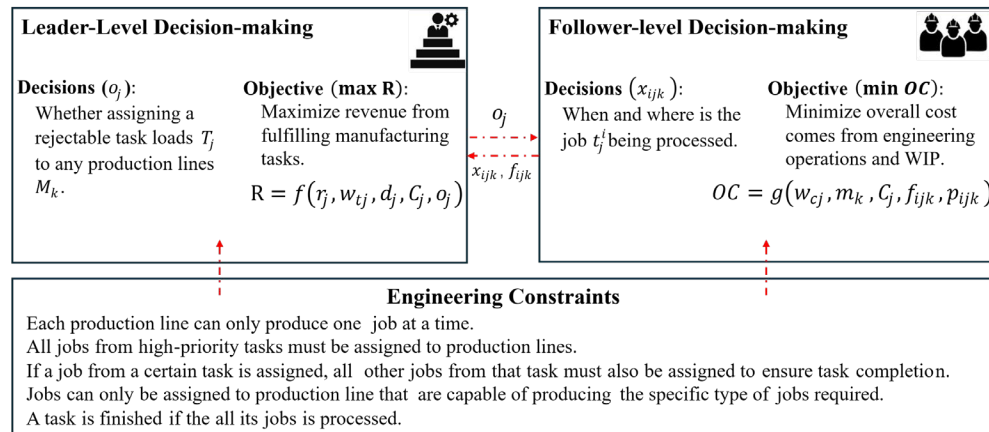 Leader-Level Decision-making
Decisions (o_j):
Whether assigning a
rejectable task loads T_j
to any production lines
M_k.
Objective (max R):
Maximize revenue from
fulfilling manufacturing
tasks.
R = f(r_j, w_tj, d_j, C_j, o_j)
o_j
x_ijk, f_ijk
Follower-level Decision-making
Decisions (x_ijk):
When and where is the
job t_j^i being processed.
Objective (min OC):
Minimize overall cost
comes from engineering
operations and WIP.
OC = g(w_cj, m_k, C_j, f_ijk, p_ijk)
Engineering Constraints
Each production line can only produce one job at a time.
All jobs from high-priority tasks must be assigned to production lines.
If a job from a certain task is assigned, all other jobs from that task must also be assigned to ensure task completion.
Jobs can only be assigned to production line that are capable of producing the specific type of jobs required.
A task is finished if the all its jobs is processed.